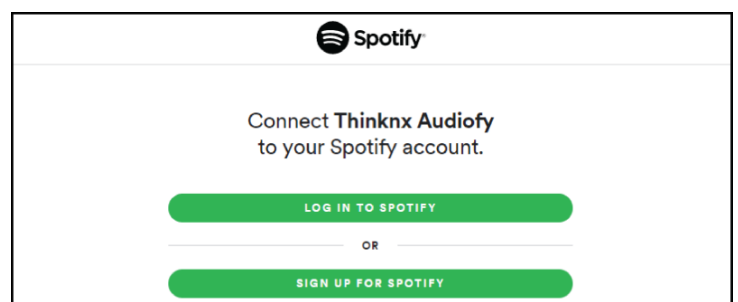 Spotify
Connect Thinknx Audiofy
to your Spotify account.
LOG IN TO SPOTIFY
OR
SIGN UP FOR SPOTIFY